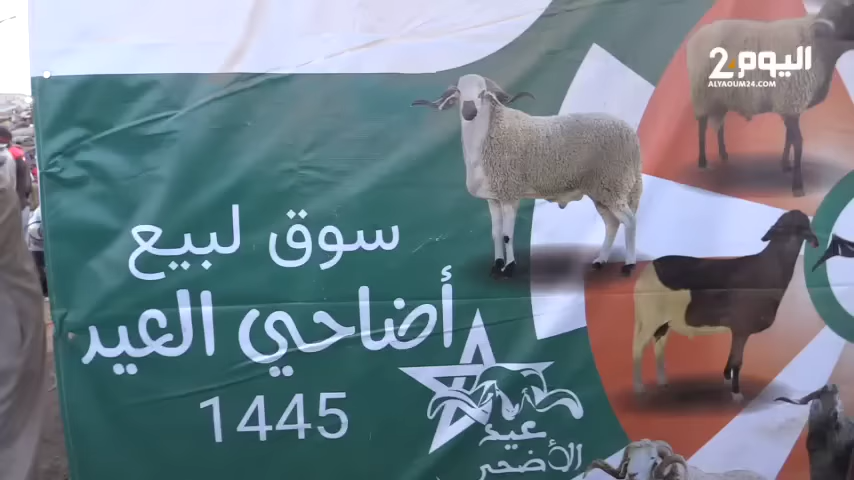 اليوم 24
ALYAOUM24.COM
سوق لبيع
أضاحي العيد
1445
عيد
الأضحى